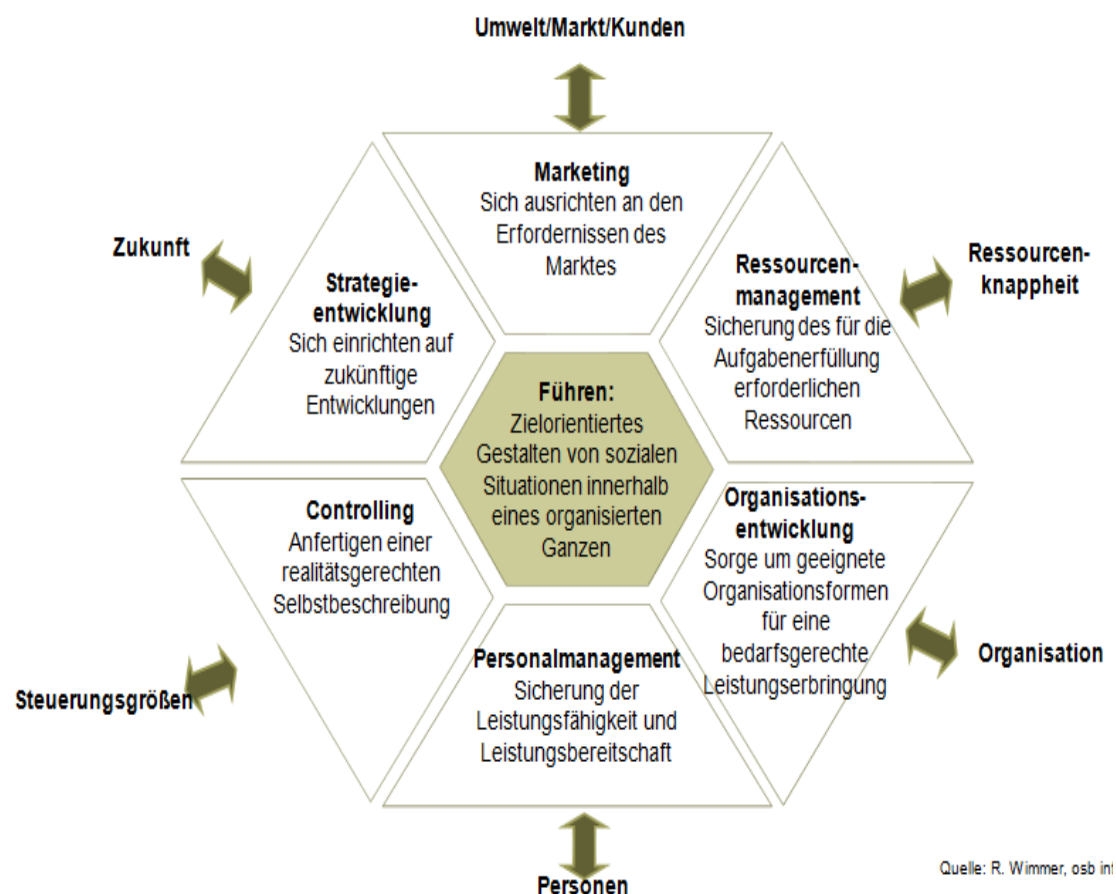 Umwelt/Markt/Kunden
Marketing
Sich ausrichten an den
Erfordernissen des
Marktes
Zukunft
Strategie-
entwicklung
Sich einrichten auf
zukünftige
Entwicklungen
Ressourcen-
management
Sicherung des für die
Aufgabenerfüllung
erforderlichen
Ressourcen
Ressourcen-
knappheit
Führen:
Zielorientiertes
Gestalten von sozialen
Situationen innerhalb
eines organisierten
Ganzen
Controlling
Anfertigen einer
realitätsgerechten
Selbstbeschreibung
Steuerungsgrößen
Organisations-
entwicklung
Sorge um geeignete
Organisationsformen
für eine
bedarfsgerechte
Leistungserbringung
Organisation
Personalmanagement
Sicherung der
Leistungsfähigkeit und
Leistungsbereitschaft
Personen
Quelle: R. Wimmer, osb